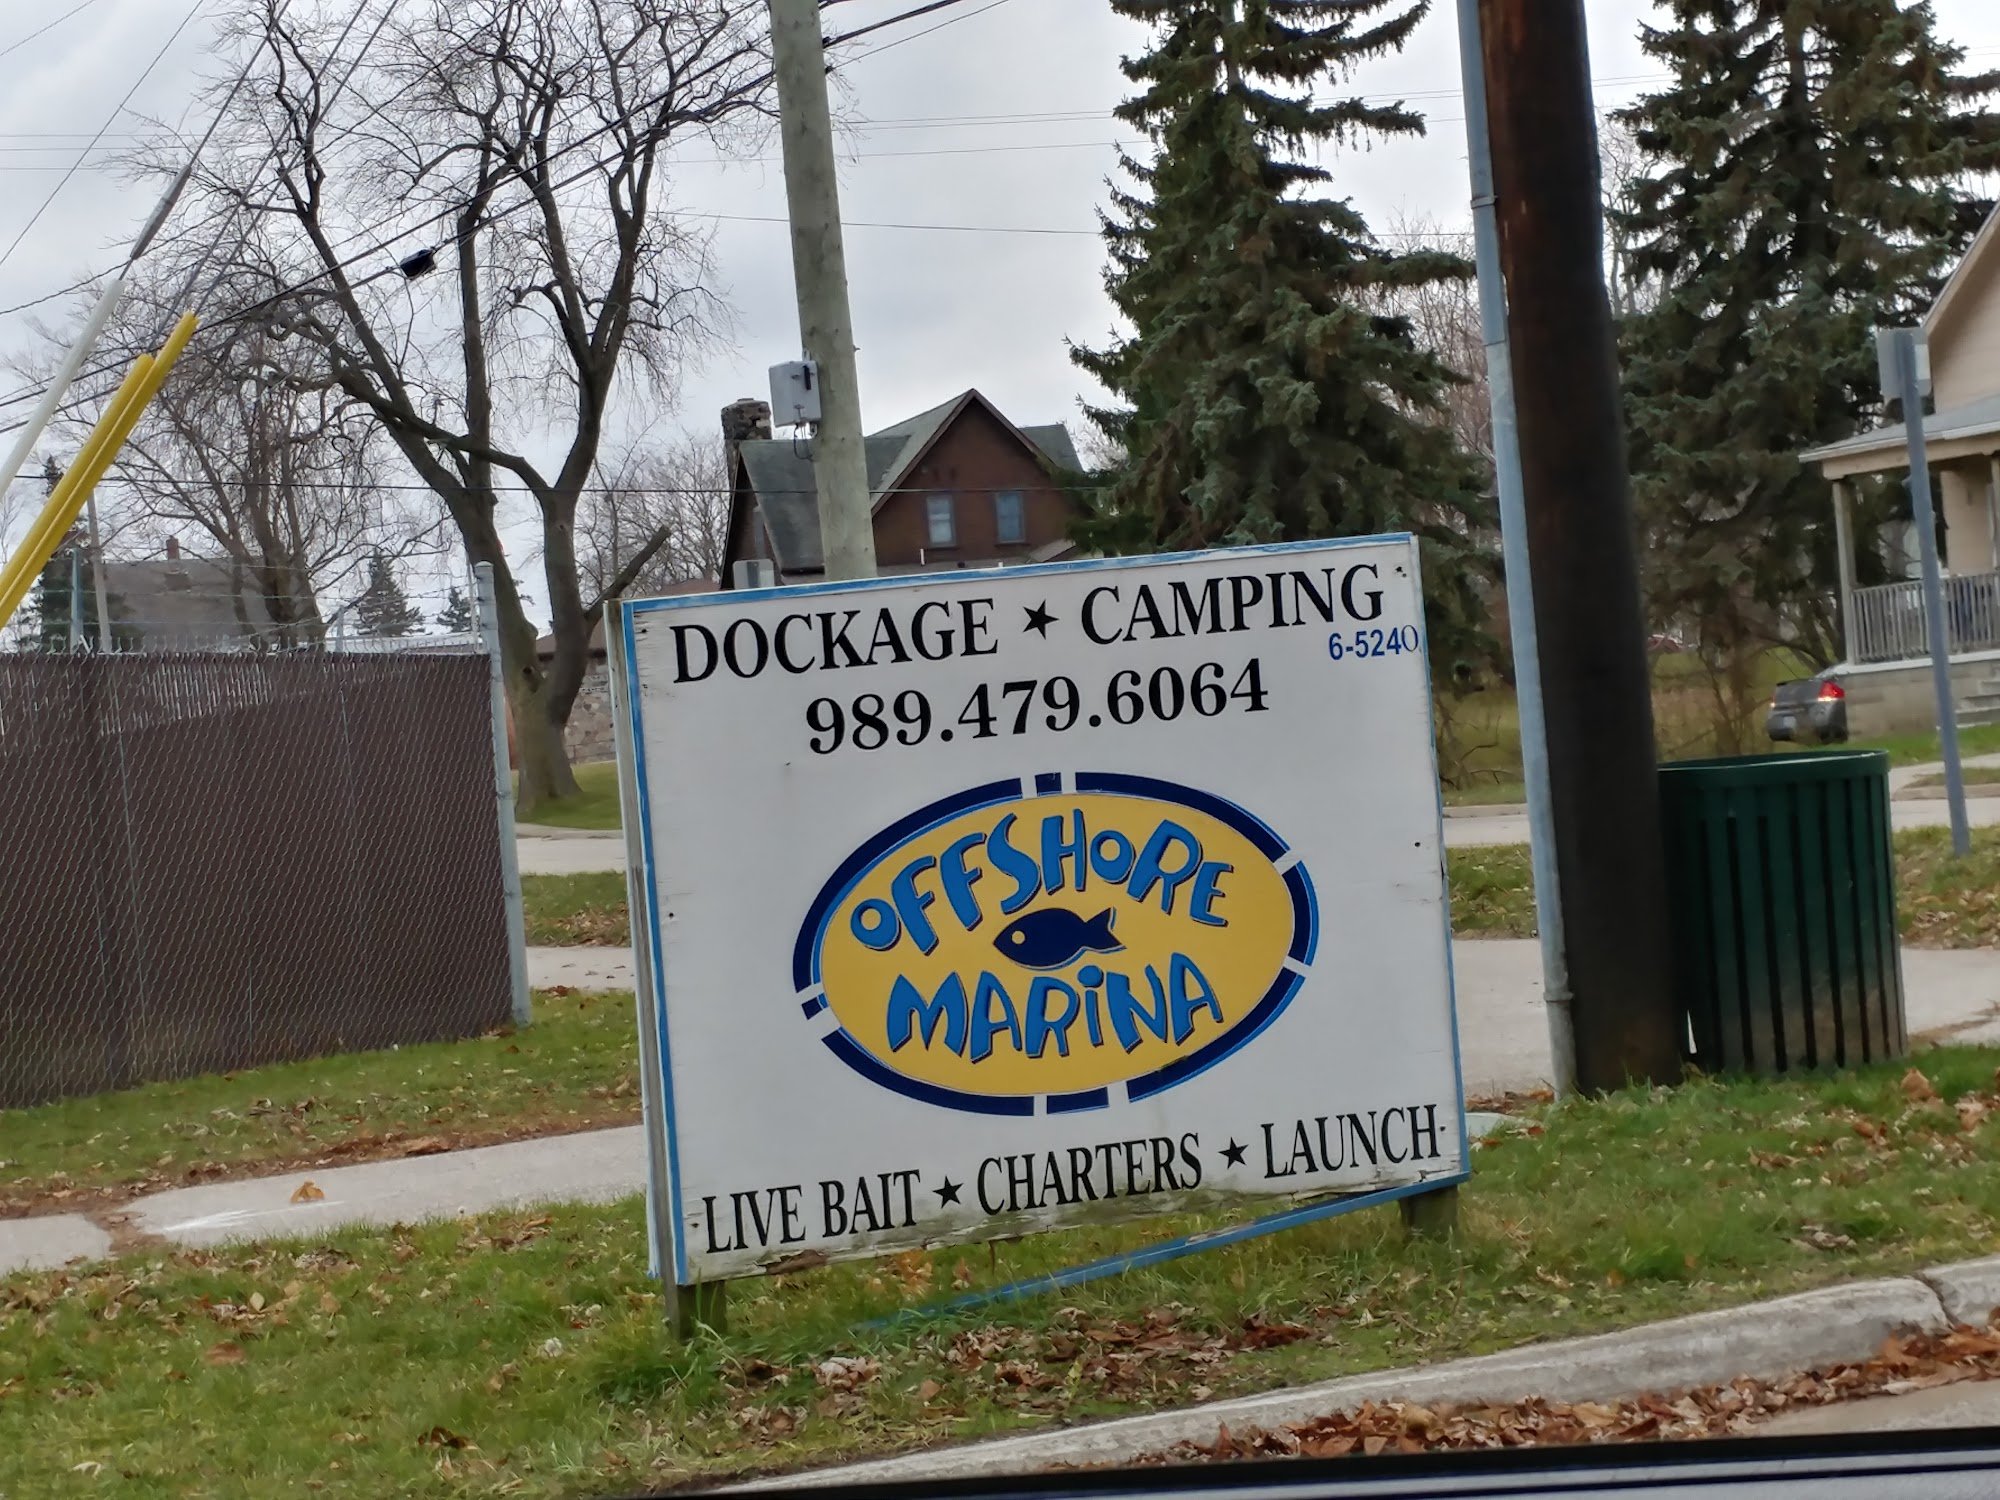 DOCKAGE ★ CAMPING
6-5240
989.479.6064
OFFSHORE
MARiNA
LIVE BAIT ★ CHARTERS ★ LAUNCH